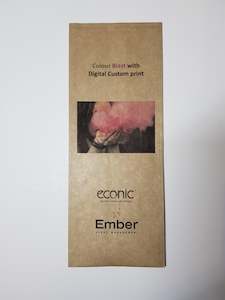 Colour Blast with
Digital Custom print
econic
Ember